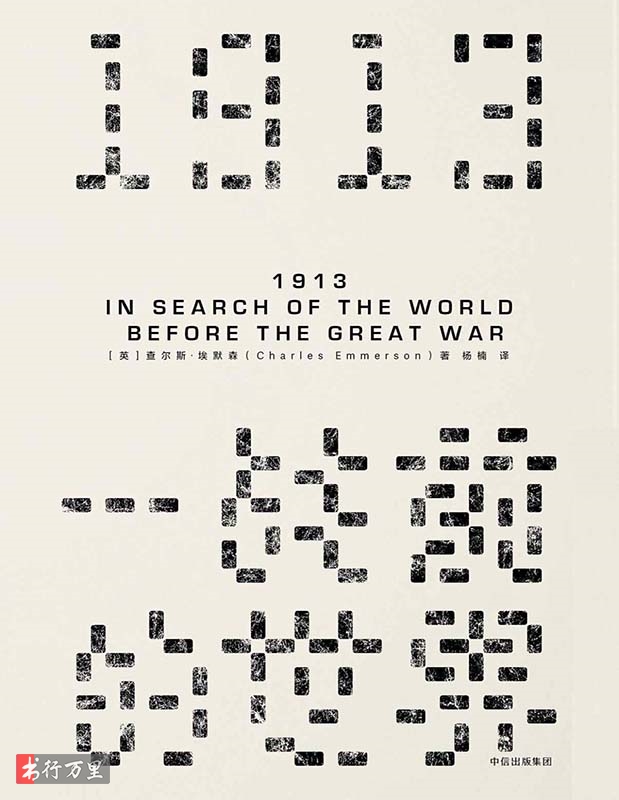 1913
1913
IN SEARCH OF THE WORLD
BEFORE THE GREAT WAR
[英]查尔斯·埃默森(Charles Emmerson)著 杨楠 译
一战前
的世界
书行万里
中信出版集团